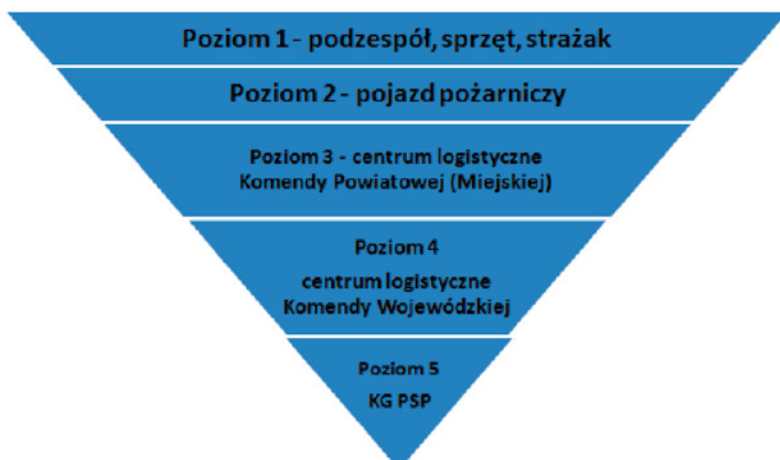 Poziom 1 - podzespół, sprzęt, strażak
Poziom 2 - pojazd pożarniczy
Poziom 3 - centrum logistyczne
Komendy Powiatowej (Miejskiej)
Poziom 4
centrum logistyczne
Komendy Wojewódzkiej
Poziom 5
KG PSP